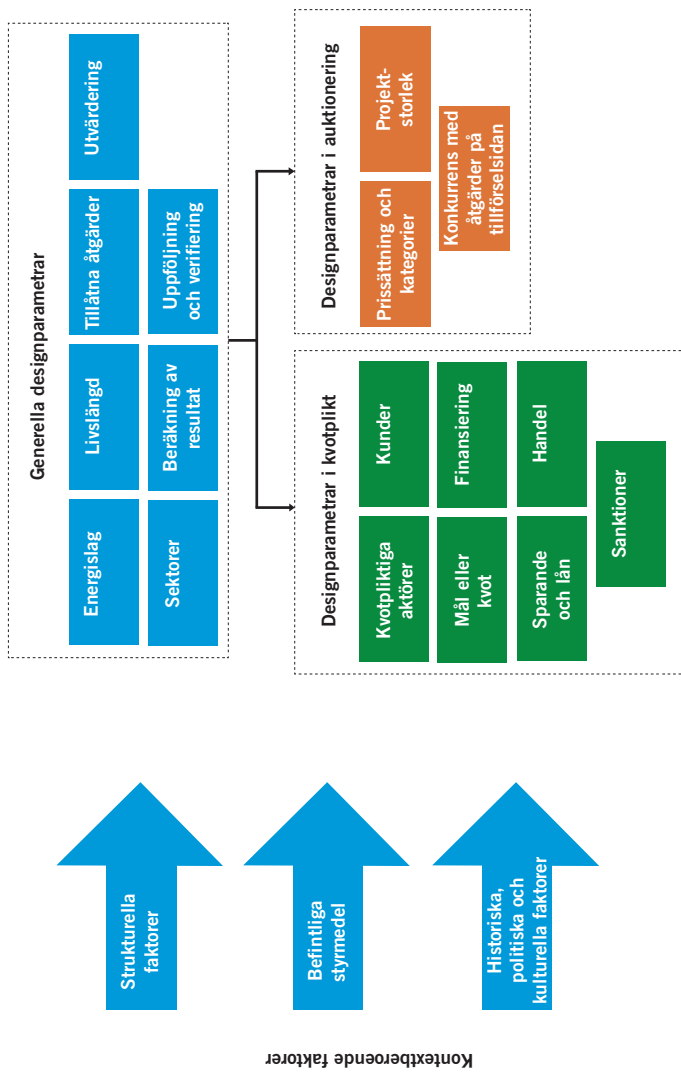 Kontextberoende faktorer
Strukturella
faktorer
Befintliga
styrmedel
Historiska,
politiska och
kulturella faktorer
Generella designparametrar
Energislag
Livslängd
Tillåtna åtgärder
Utvärdering
Sektorer
Beräkning av
resultat
Uppföljning
och verifiering
Designparametrar i kvotplikt
Kvotpliktiga
aktörer
Kunder
Mål eller
kvot
Finansiering
Sparande
och lån
Handel
Sanktioner
Designparametrar i auktionering
Prissättning och
kategorier
Projekt-
storlek
Konkurrens med
åtgärder på
tillförselsidan